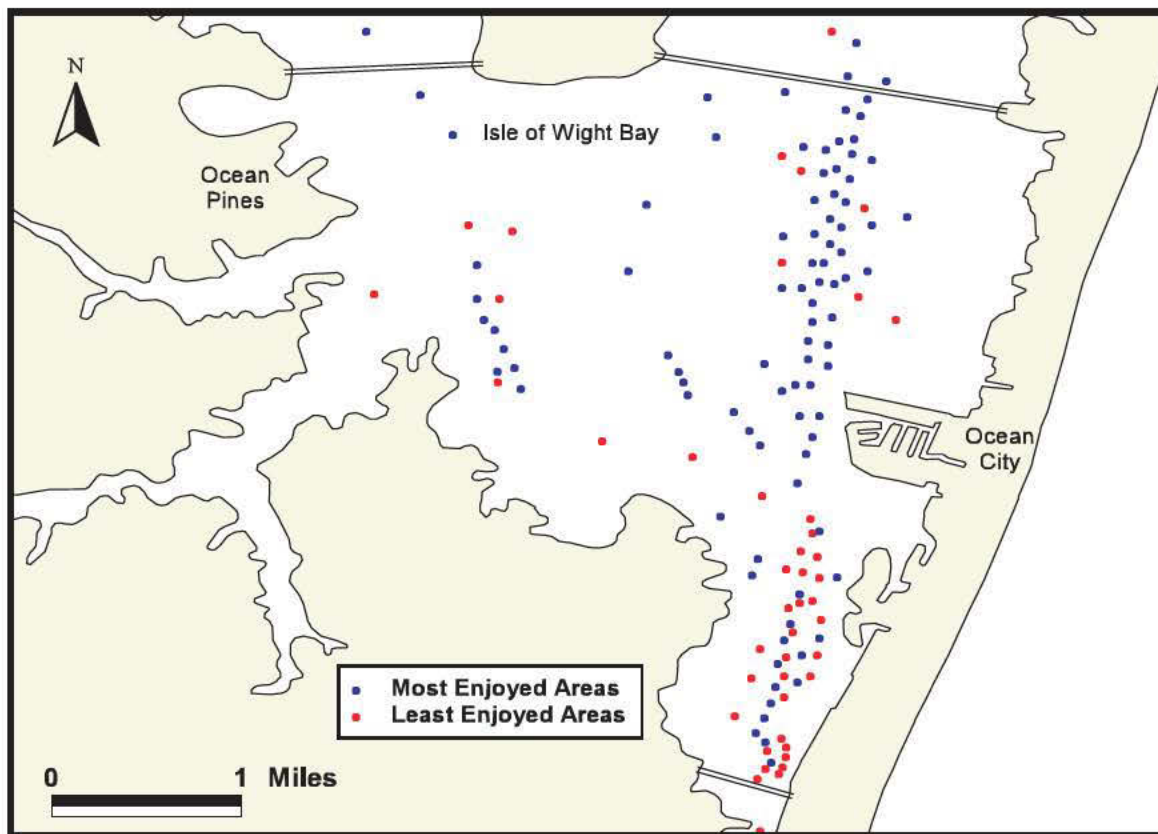 N
Isle of Wight Bay
Ocean
Pines
Ocean
City
Most Enjoyed Areas
Least Enjoyed Areas
0 1 Miles